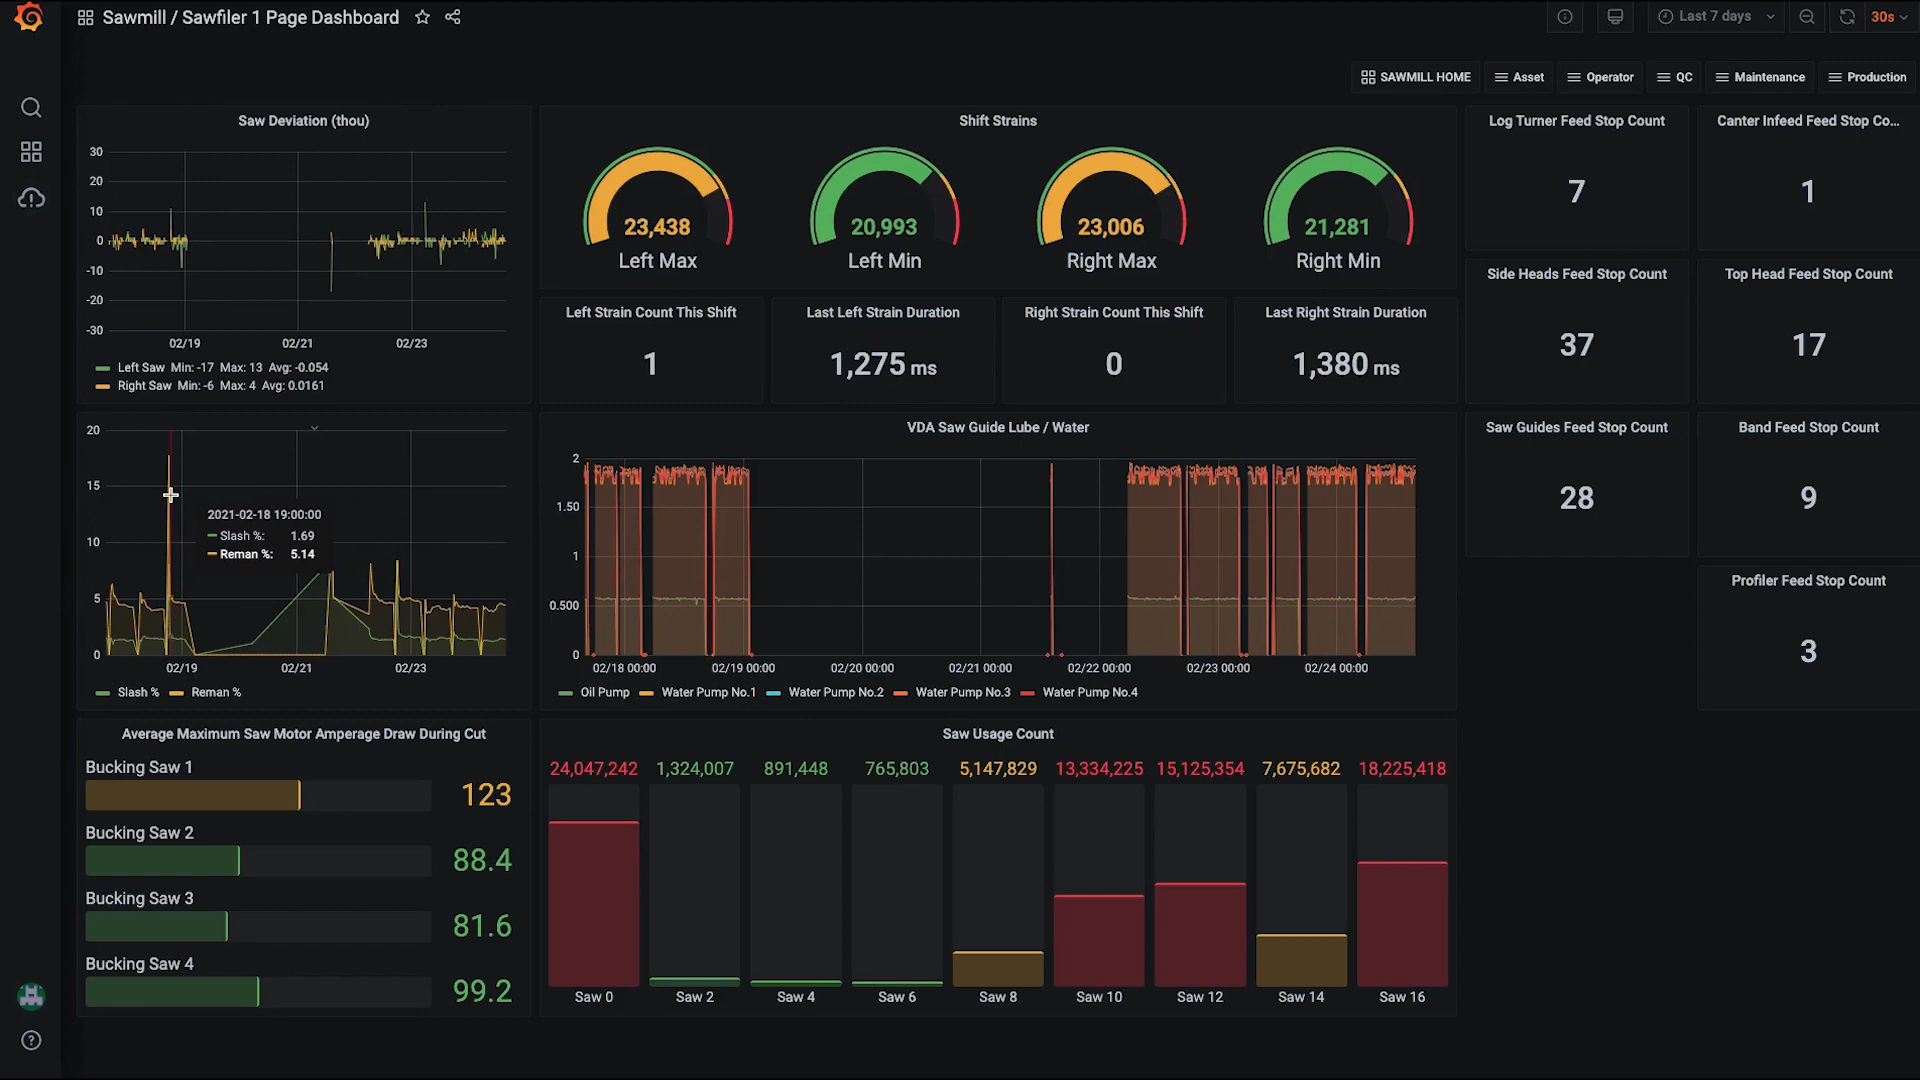 Sawmill / Sawfiler 1 Page Dashboard
Last 7 days
30s
SAWMILL HOME
Asset
Operator
QC
Maintenance
Production
Saw Deviation (thou)
30
20
10
0
-10
-20
-30
02/19
02/21
02/23
Left Saw Min: -17 Max: 13 Avg: -0.054
Right Saw Min: -6 Max: 4 Avg: 0.0161
Shift Strains
23,438
Left Max
20,993
Left Min
23,006
Right Max
21,281
Right Min
Left Strain Count This Shift
1
Last Left Strain Duration
1,275 ms
Right Strain Count This Shift
0
Last Right Strain Duration
1,380 ms
Log Turner Feed Stop Count
7
Canter Infeed Feed Stop Co...
1
Side Heads Feed Stop Count
37
Top Head Feed Stop Count
17
Saw Guides Feed Stop Count
28
Band Feed Stop Count
9
Profiler Feed Stop Count
3
20
15
10
5
0
02/19
02/21
02/23
2021-02-18 19:00:00
Slash %: 1.69
Reman %: 5.14
Slash %
Reman %
VDA Saw Guide Lube / Water
2
1.50
1
0.500
0
02/18 00:00
02/19 00:00
02/20 00:00
02/21 00:00
02/22 00:00
02/23 00:00
02/24 00:00
Oil Pump
Water Pump No.1
Water Pump No.2
Water Pump No.3
Water Pump No.4
Average Maximum Saw Motor Amperage Draw During Cut
Bucking Saw 1
123
Bucking Saw 2
88.4
Bucking Saw 3
81.6
Bucking Saw 4
99.2
Saw Usage Count
24,047,242
1,324,007
891,448
765,803
5,147,829
13,334,225
15,125,354
7,675,682
18,225,418
Saw 0
Saw 2
Saw 4
Saw 6
Saw 8
Saw 10
Saw 12
Saw 14
Saw 16